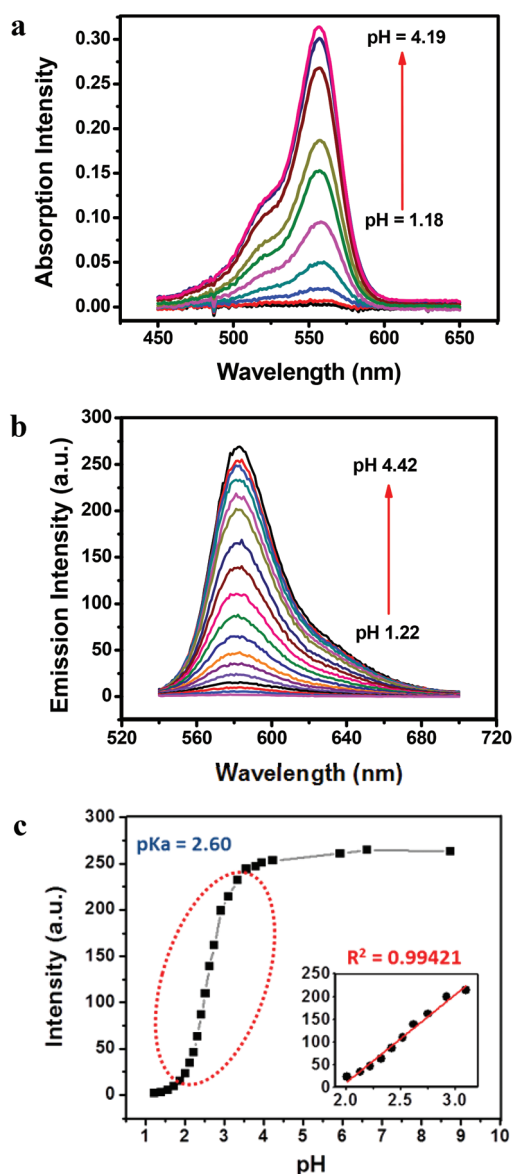 a
0.30
0.25
0.20
0.15
0.10
0.05
0.00
Absorption Intensity
pH = 4.19
pH = 1.18
450 500 550 600 650
Wavelength (nm)
b
300
250
200
150
100
50
0
Emission Intensity (a.u.)
pH 4.42
pH 1.22
520 560 600 640 680 720
Wavelength (nm)
c
300
250
200
150
100
50
0
Intensity (a.u.)
pKa = 2.60
R² = 0.99421
250
200
150
100
50
0
2.0 2.5 3.0
1 2 3 4 5 6 7 8 9 10
pH